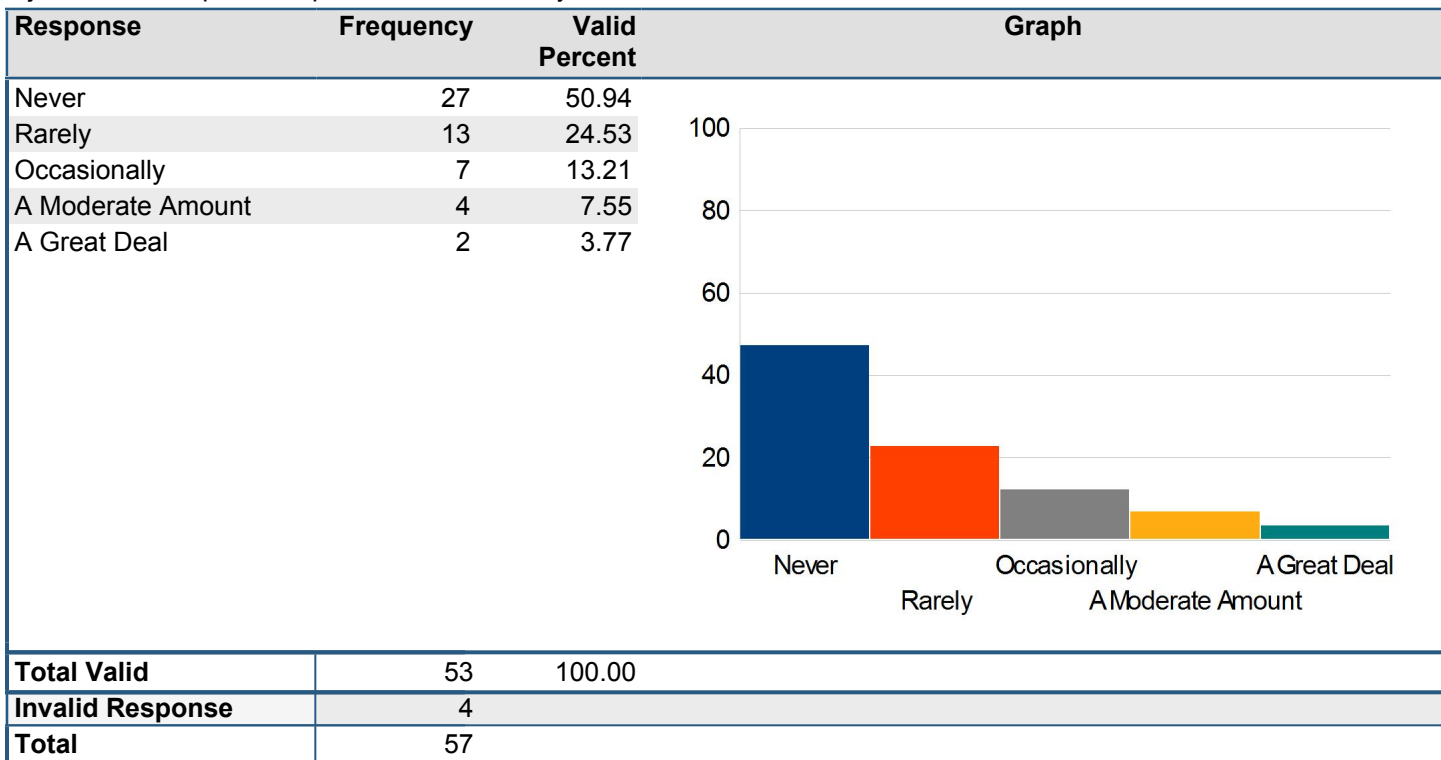 Response Frequency Valid Percent Graph
Never 27 50.94
Rarely 13 24.53
Occasionally 7 13.21
A Moderate Amount 4 7.55
A Great Deal 2 3.77
100
80
60
40
20
0
Never Occasionally A Great Deal
Rarely A Moderate Amount
Total Valid 53 100.00
Invalid Response 4
Total 57